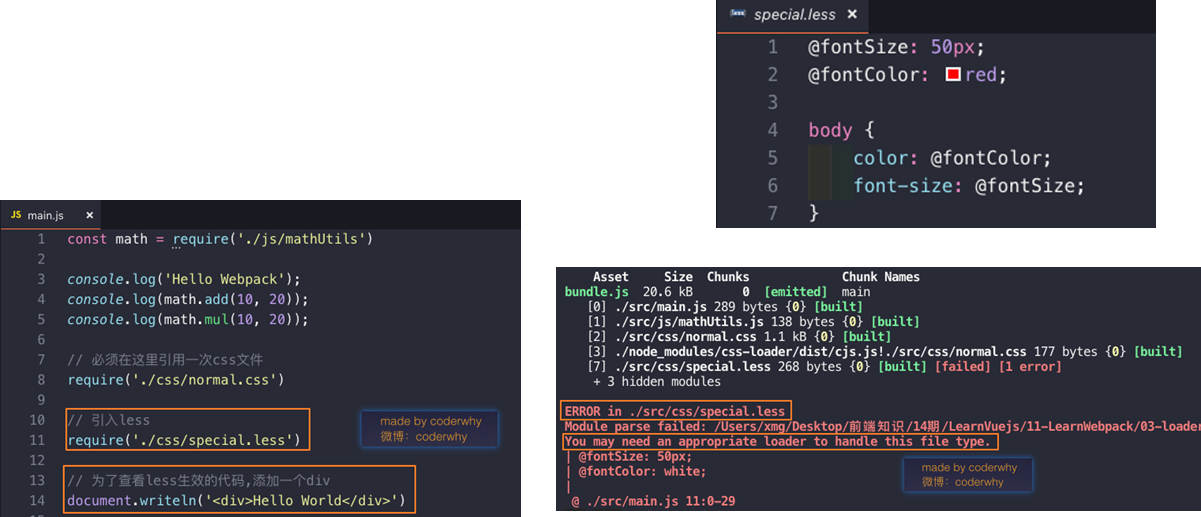 special.less ×
1 @fontSize: 50px;
2 @fontColor: red;
3
4 body {
5 color: @fontColor;
6 font-size: @fontSize;
7 }
JS main.js ×
1 const math = require('./js/mathUtils')
2
3 console.log('Hello Webpack');
4 console.log(math.add(10, 20));
5 console.log(math.mul(10, 20));
6
7 // 必须在这里引用一次css文件
8 require('./css/normal.css')
9
10 // 引入less
11 require('./css/special.less')
12
13 // 为了查看less生效的代码,添加一个div
14 document.writeln('<div>Hello World</div>')
made by coderwhy
微博：coderwhy
Asset Size Chunks Chunk Names
bundle.js 20.6 kB 0 [emitted] main
[0] ./src/main.js 289 bytes {0} [built]
[1] ./src/js/mathUtils.js 138 bytes {0} [built]
[2] ./src/css/normal.css 1.1 kB {0} [built]
[3] ./node_modules/css-loader/dist/cjs.js!./src/css/normal.css 177 bytes {0} [built]
[7] ./src/css/special.less 268 bytes {0} [built] [failed] [1 error]
+ 3 hidden modules
ERROR in ./src/css/special.less
Module parse failed: /Users/xmg/Desktop/前端知识/14期/LearnVuejs/11-LearnWebpack/03-loader
You may need an appropriate loader to handle this file type.
| @fontSize: 50px;
| @fontColor: white;
|
@ ./src/main.js 11:0-29
made by coderwhy
微博：coderwhy